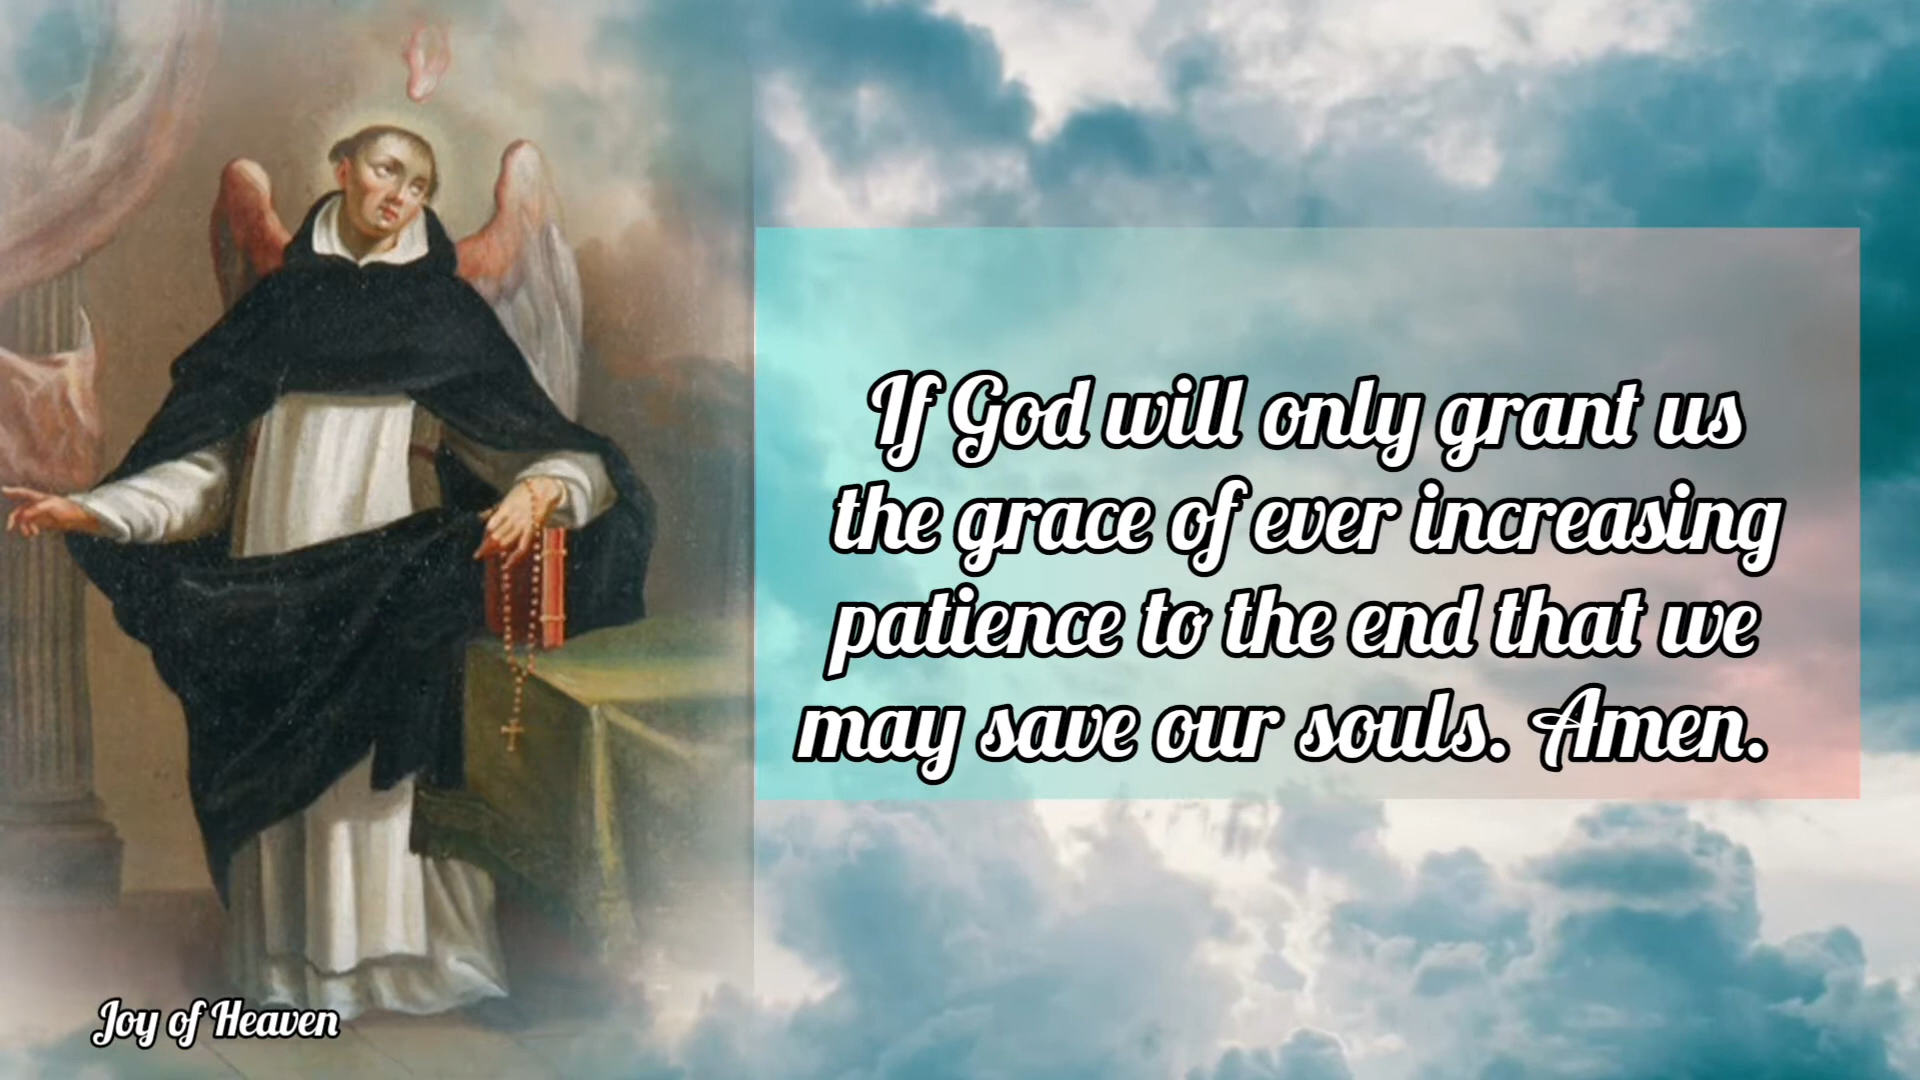 If God will only grant us
the grace of ever increasing
patience to the end that we
may save our souls. Amen.
Joy of Heaven